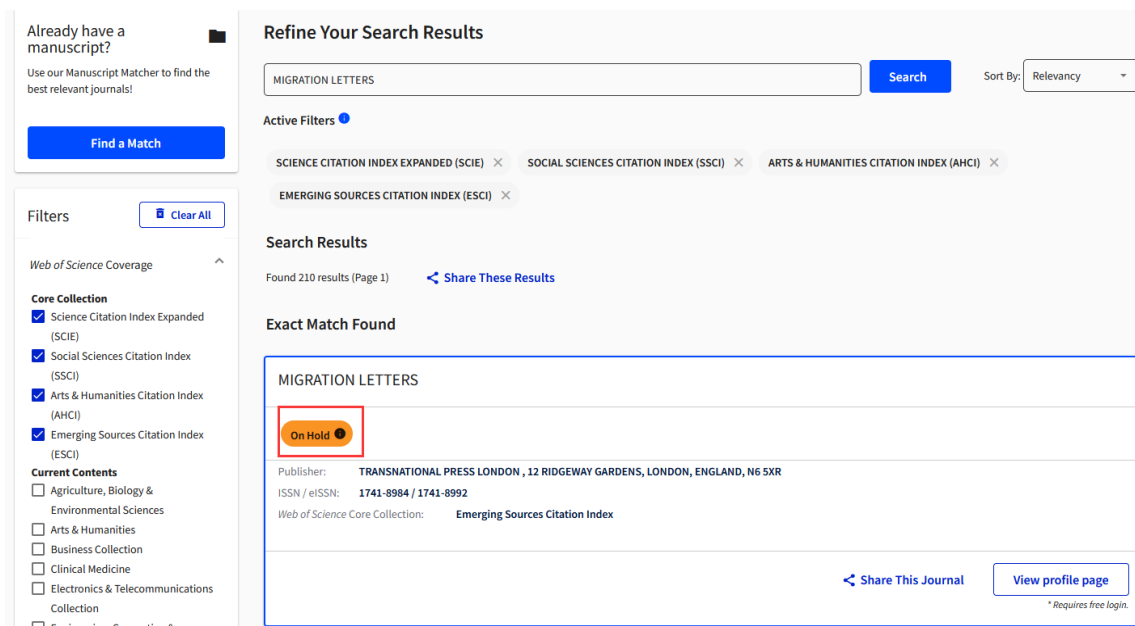 Already have a
manuscript?
Use our Manuscript Matcher to find the
best relevant journals!
Find a Match
Filters
Clear All
Web of Science Coverage
Core Collection
Science Citation Index Expanded
(SCIE)
Social Sciences Citation Index
(SSCI)
Arts & Humanities Citation Index
(AHCI)
Emerging Sources Citation Index
(ESCI)
Current Contents
Agriculture, Biology &
Environmental Sciences
Arts & Humanities
Business Collection
Clinical Medicine
Electronics & Telecommunications
Collection
Refine Your Search Results
MIGRATION LETTERS
Search
Sort By: Relevancy
Active Filters
SCIENCE CITATION INDEX EXPANDED (SCIE) SOCIAL SCIENCES CITATION INDEX (SSCI) ARTS & HUMANITIES CITATION INDEX (AHCI)
EMERGING SOURCES CITATION INDEX (ESCI)
Search Results
Found 210 results (Page 1) Share These Results
Exact Match Found
MIGRATION LETTERS
On Hold
Publisher: TRANSNATIONAL PRESS LONDON , 12 RIDGEWAY GARDENS, LONDON, ENGLAND, N6 5XR
ISSN / eISSN: 1741-8984 / 1741-8992
Web of Science Core Collection: Emerging Sources Citation Index
Share This Journal View profile page
* Requires free login.